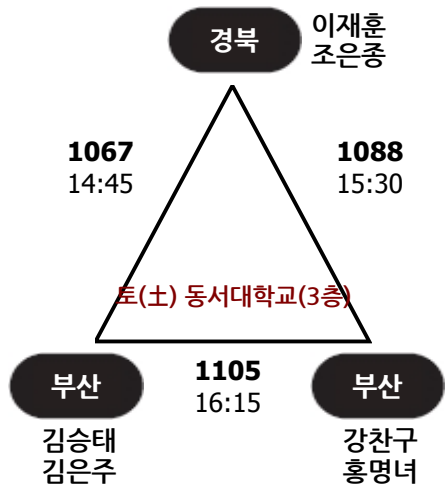 경북
이재훈
조은종
1067
14:45
1088
15:30
토(土) 동서대학교(3층)
부산
1105
16:15
부산
김승태
김은주
강찬구
홍명녀